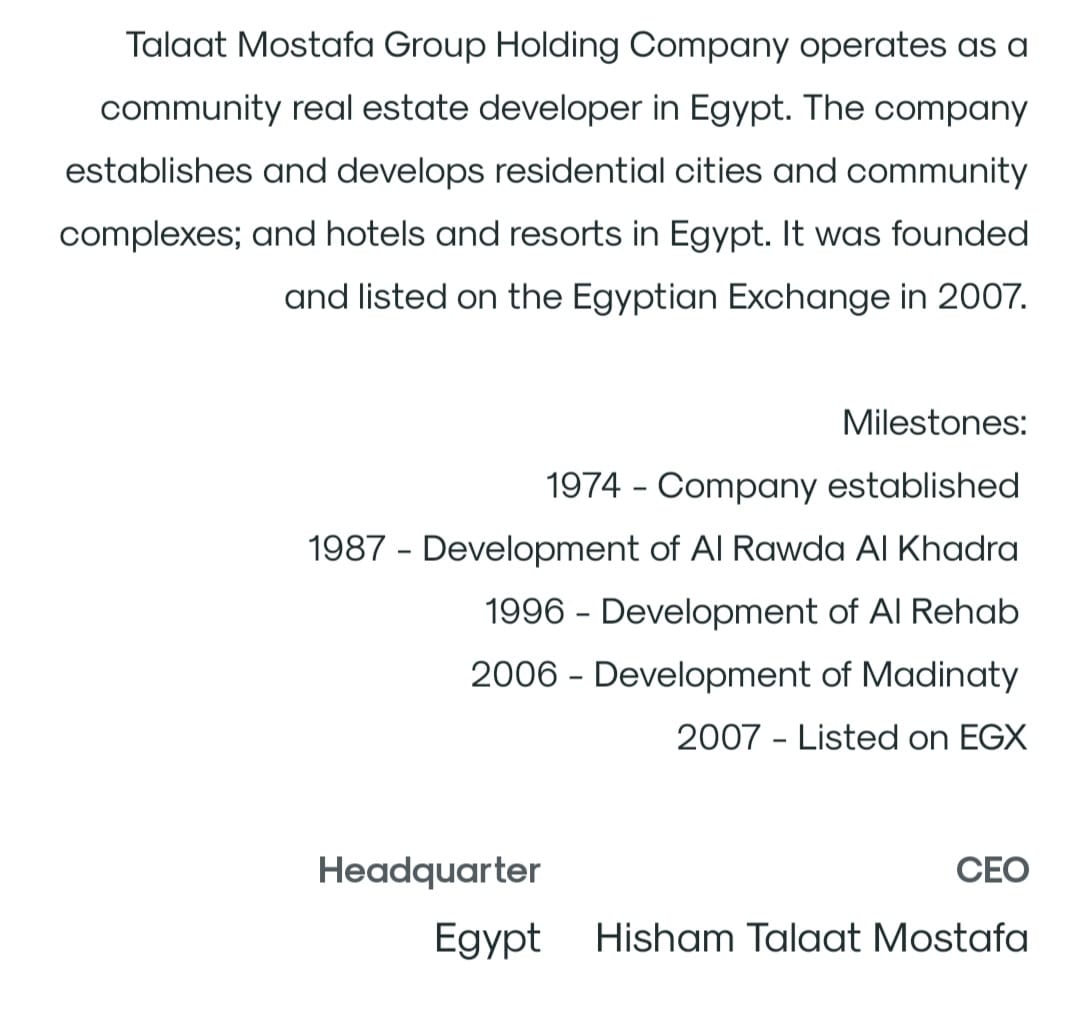 Talaat Mostafa Group Holding Company operates as a
community real estate developer in Egypt. The company
establishes and develops residential cities and community
complexes; and hotels and resorts in Egypt. It was founded
and listed on the Egyptian Exchange in 2007.
Milestones:
1974 - Company established
1987 - Development of Al Rawda Al Khadra
1996 - Development of Al Rehab
2006 - Development of Madinaty
2007 - Listed on EGX
Headquarter CEO
Egypt Hisham Talaat Mostafa